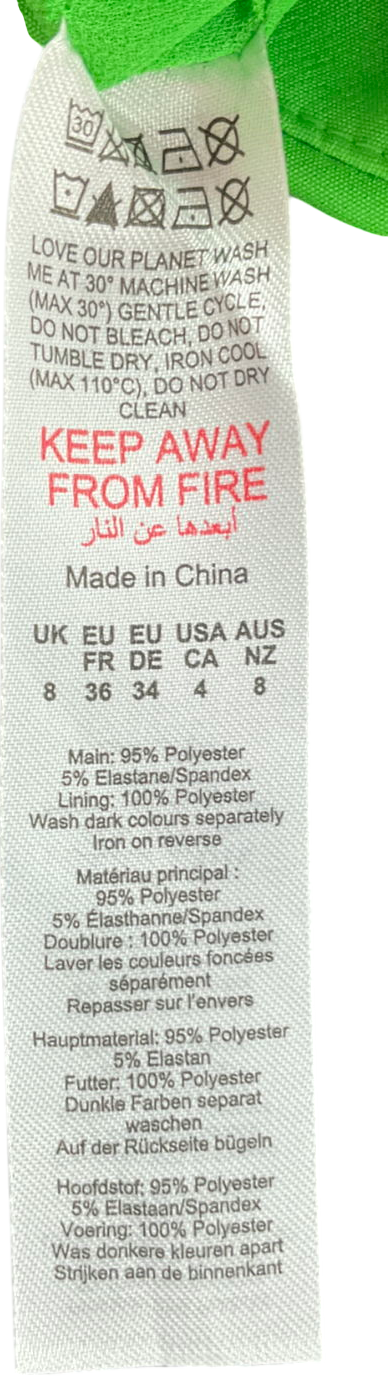 30
LOVE OUR PLANET WASH
ME AT 30° MACHINE WASH
(MAX 30°) GENTLE CYCLE,
DO NOT BLEACH, DO NOT
TUMBLE DRY, IRON COOL
(MAX 110°C), DO NOT DRY
CLEAN
KEEP AWAY
FROM FIRE
أبعدها عن النار
Made in China
UK EU EU USA AUS
FR DE CA NZ
8 36 34 4 8
Main: 95% Polyester
5% Elastane/Spandex
Lining: 100% Polyester
Wash dark colours separately
Iron on reverse
Matériau principal :
95% Polyester
5% Élasthanne/Spandex
Doublure : 100% Polyester
Laver les couleurs foncées
séparément
Repasser sur l'envers
Hauptmaterial: 95% Polyester
5% Elastan
Futter: 100% Polyester
Dunkle Farben separat
waschen
Auf der Rückseite bügeln
Hoofdstof: 95% Polyester
5% Elastaan/Spandex
Voering: 100% Polyester
Was donkere kleuren apart
Strijken aan de binnenkant